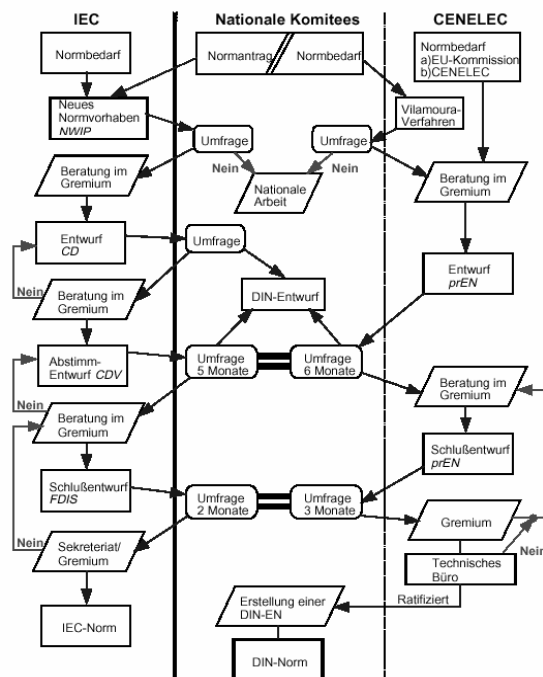 IEC
Nationale Komitees
CENELEC
Normbedarf
Normantrag
Normbedarf
Normbedarf
a)EU-Kommission
b)CENELEC
Neues
Normvorhaben
NWIP
Vilamoura-
Verfahren
Umfrage
Umfrage
Nein
Nein
Beratung im
Gremium
Nationale
Arbeit
Beratung im
Gremium
Entwurf
CD
Umfrage
Entwurf
prEN
Nein
Beratung im
Gremium
DIN-Entwurf
Abstimm-
Entwurf CDV
Umfrage
5 Monate
Umfrage
6 Monate
Beratung im
Gremium
Nein
Beratung im
Gremium
Schlußentwurf
prEN
Schlußentwurf
FDIS
Umfrage
2 Monate
Umfrage
3 Monate
Gremium
Nein
Sekreteriat/
Gremium
Technisches
Büro
Nein
Ratifiziert
Erstellung einer
DIN-EN
IEC-Norm
DIN-Norm